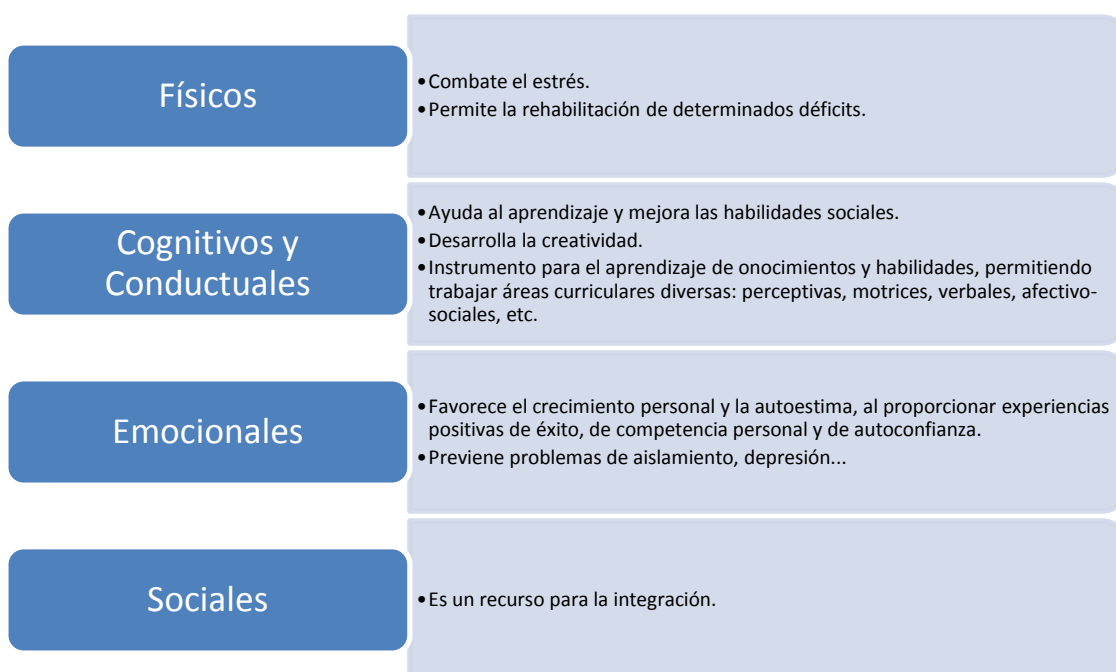 Físicos
•Combate el estrés.
•Permite la rehabilitación de determinados déficits.
Cognitivos y
Conductuales
•Ayuda al aprendizaje y mejora las habilidades sociales.
•Desarrolla la creatividad.
•Instrumento para el aprendizaje de onocimientos y habilidades, permitiendo
trabajar áreas curriculares diversas: perceptivas, motrices, verbales, afectivo-
sociales, etc.
Emocionales
•Favorece el crecimiento personal y la autoestima, al proporcionar experiencias
positivas de éxito, de competencia personal y de autoconfianza.
•Previene problemas de aislamiento, depresión...
Sociales
•Es un recurso para la integración.